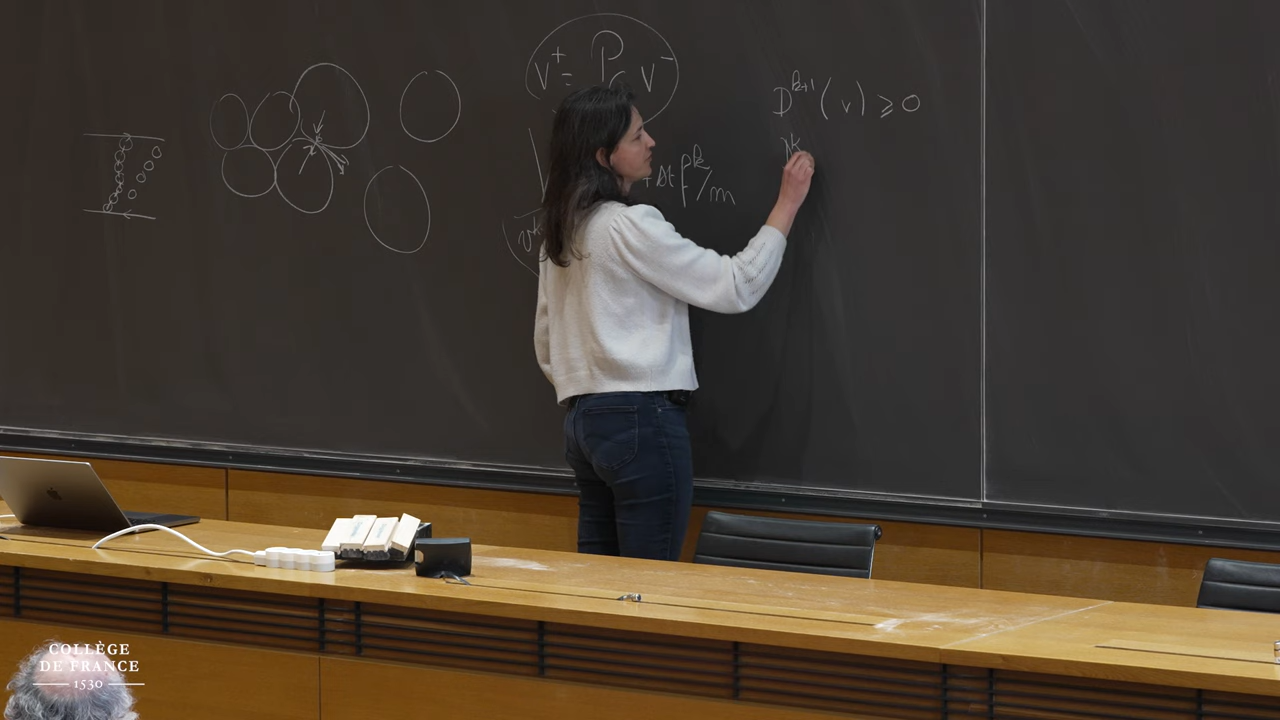 v⁺ = P_C v⁻
D^{k+1}(v) ⩾ 0
+ Δt f^k/m
COLLÈGE
DE FRANCE
1530